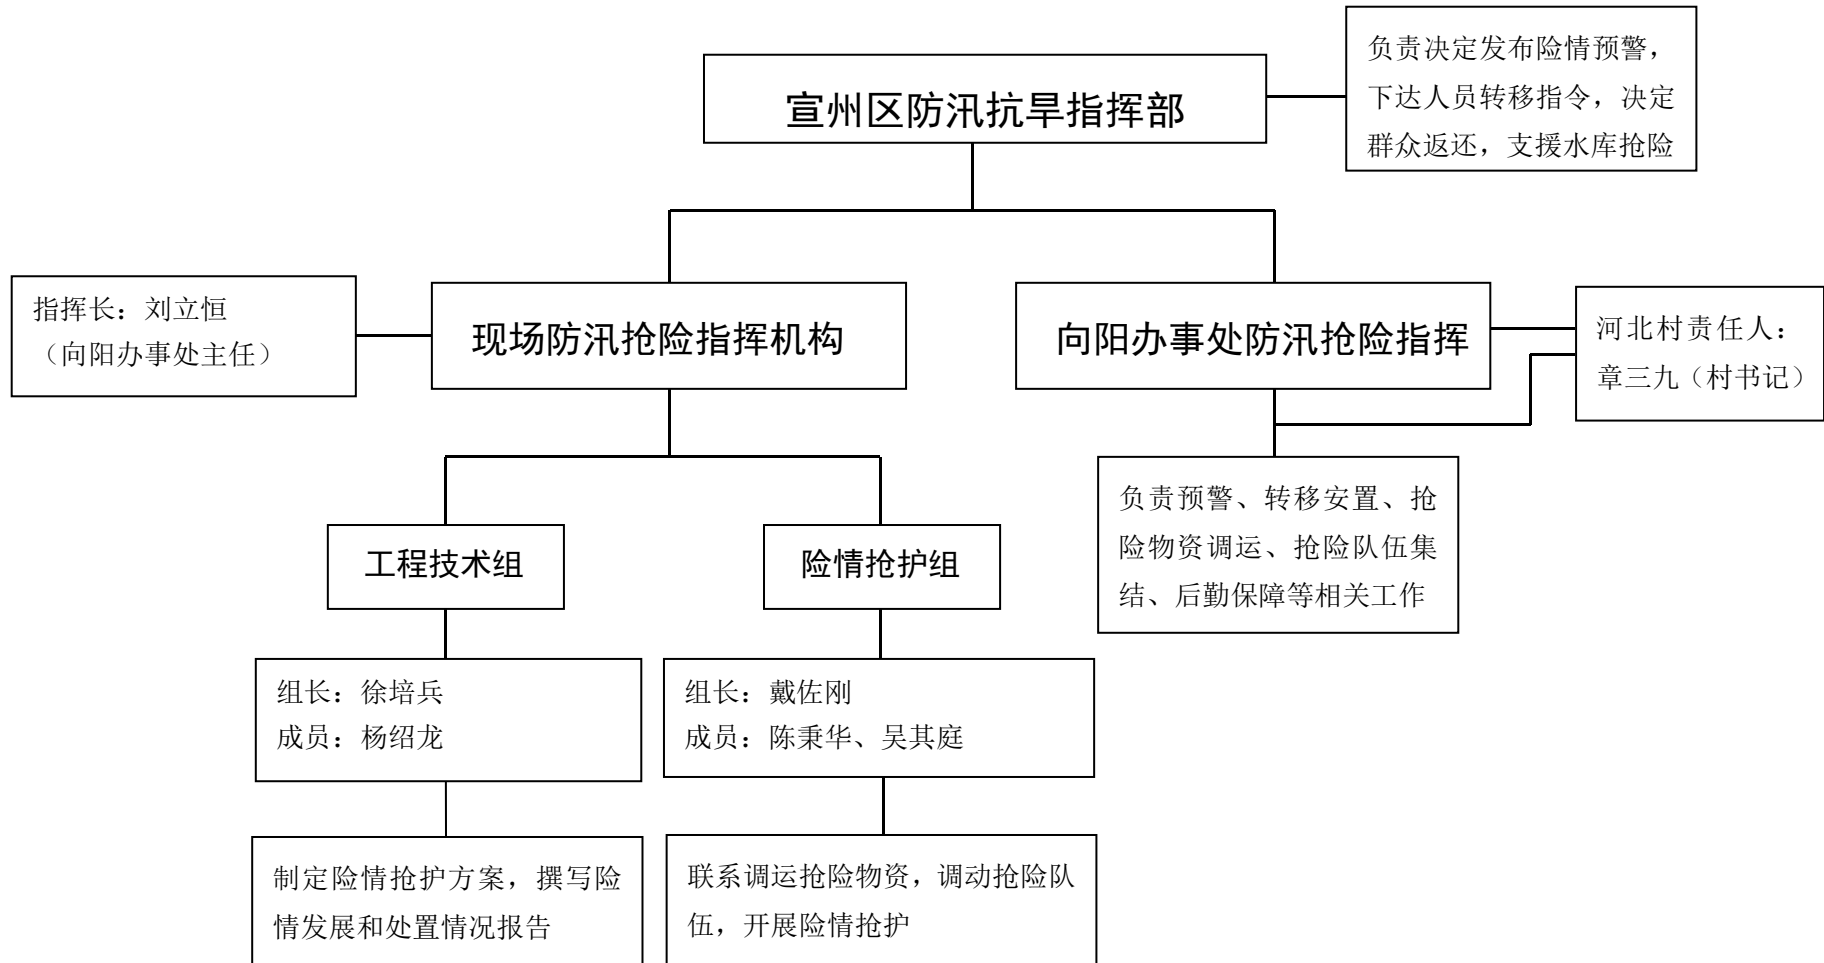 宣州区防汛抗旱指挥部
负责决定发布险情预警，
下达人员转移指令，决定
群众返还，支援水库抢险
指挥长：刘立恒
（向阳办事处主任）
现场防汛抢险指挥机构
向阳办事处防汛抢险指挥
河北村责任人：
章三九（村书记）
工程技术组
险情抢护组
负责预警、转移安置、抢
险物资调运、抢险队伍集
结、后勤保障等相关工作
组长：徐培兵
成员：杨绍龙
组长：戴佐刚
成员：陈秉华、吴其庭
制定险情抢护方案，撰写险
情发展和处置情况报告
联系调运抢险物资，调动抢险队
伍，开展险情抢护